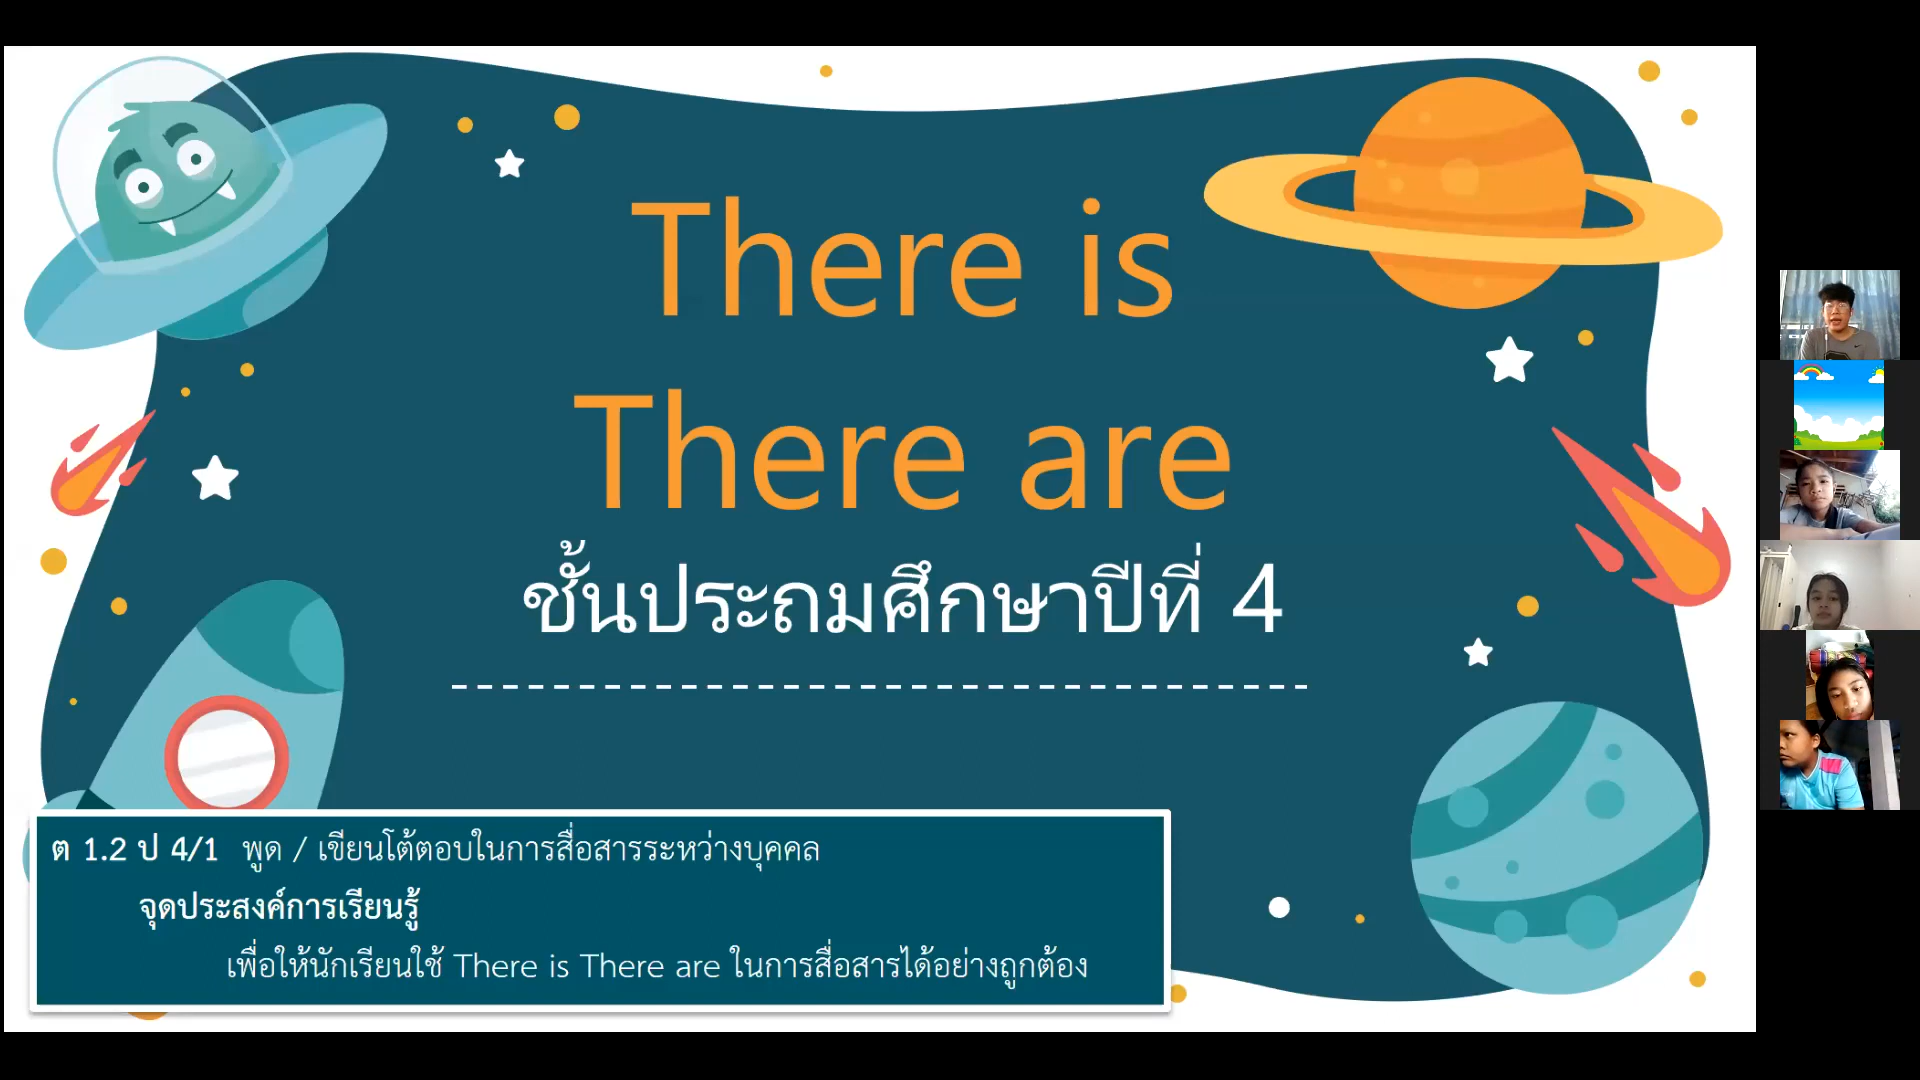 There is
There are
ชั้นประถมศึกษาปีที่ 4
ต 1.2 ป 4/1 พูด / เขียนโต้ตอบในการสื่อสารระหว่างบุคคล
จุดประสงค์การเรียนรู้
เพื่อให้นักเรียนใช้ There is There are ในการสื่อสารได้อย่างถูกต้อง